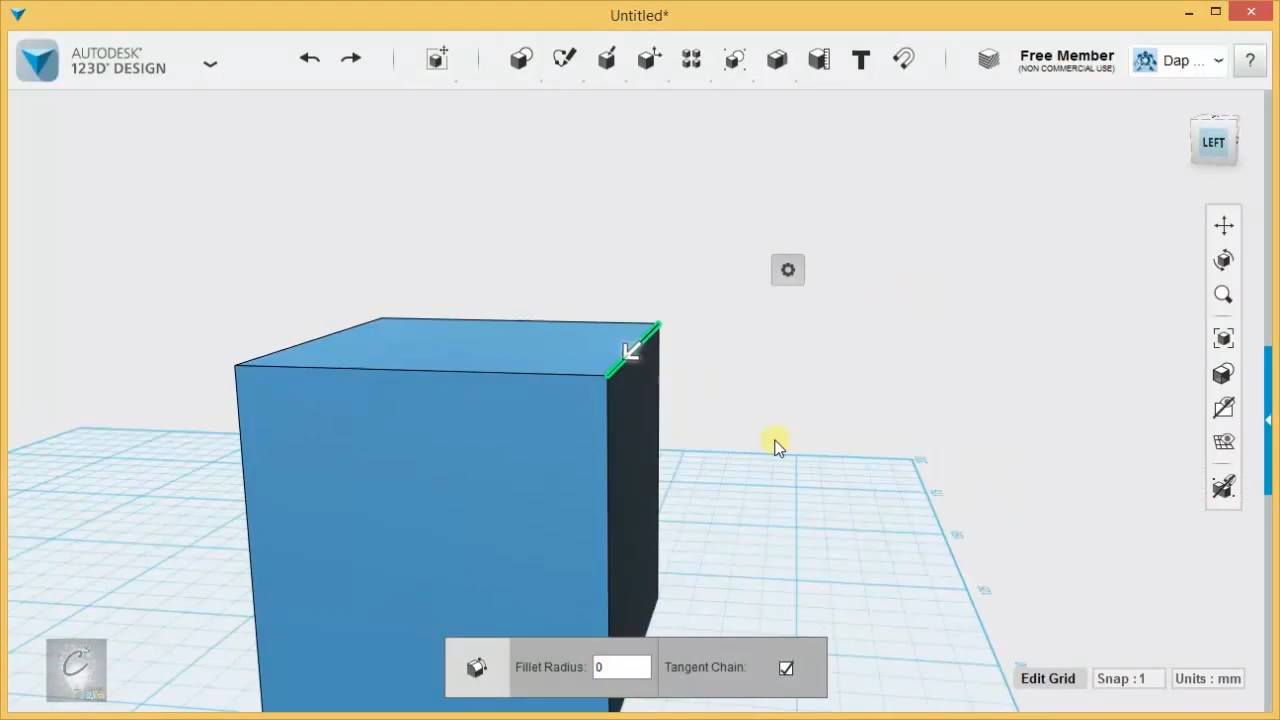 Untitled*
AUTODESK®
123D® DESIGN
T
Free Member
(NON COMMERCIAL USE)
Dap ...
?
LEFT
Fillet Radius: 0
Tangent Chain:
Edit Grid
Snap : 1
Units : mm